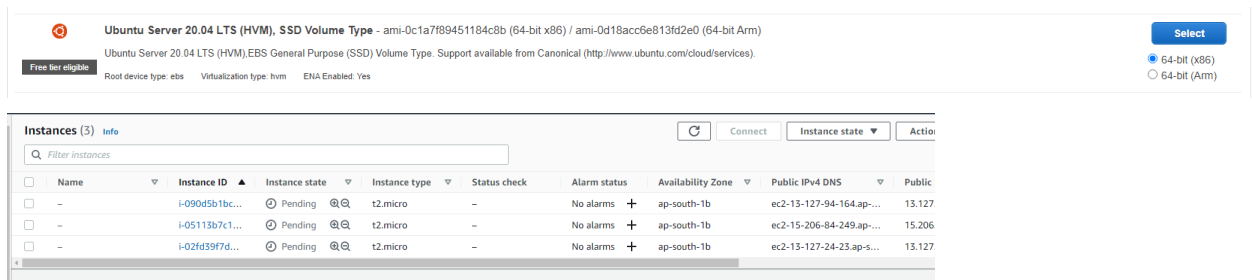 Ubuntu Server 20.04 LTS (HVM), SSD Volume Type - ami-0c1a7f89451184c8b (64-bit x86) / ami-0d18acc6e813fd2e0 (64-bit Arm)
Select
Ubuntu Server 20.04 LTS (HVM),EBS General Purpose (SSD) Volume Type. Support available from Canonical (http://www.ubuntu.com/cloud/services).
Free tier eligible
64-bit (x86)
Root device type: ebs Virtualization type: hvm ENA Enabled: Yes
64-bit (Arm)
Instances (3) Info
Connect Instance state Actio
Filter instances
Name Instance ID Instance state Instance type Status check Alarm status Availability Zone Public IPv4 DNS Public
– i-090d5b1bc... Pending t2.micro – No alarms + ap-south-1b ec2-13-127-94-164.ap-... 13.127
– i-05113b7c1... Pending t2.micro – No alarms + ap-south-1b ec2-15-206-84-249.ap-... 15.206
– i-02fd39f7d... Pending t2.micro – No alarms + ap-south-1b ec2-13-127-24-23.ap-s... 13.127